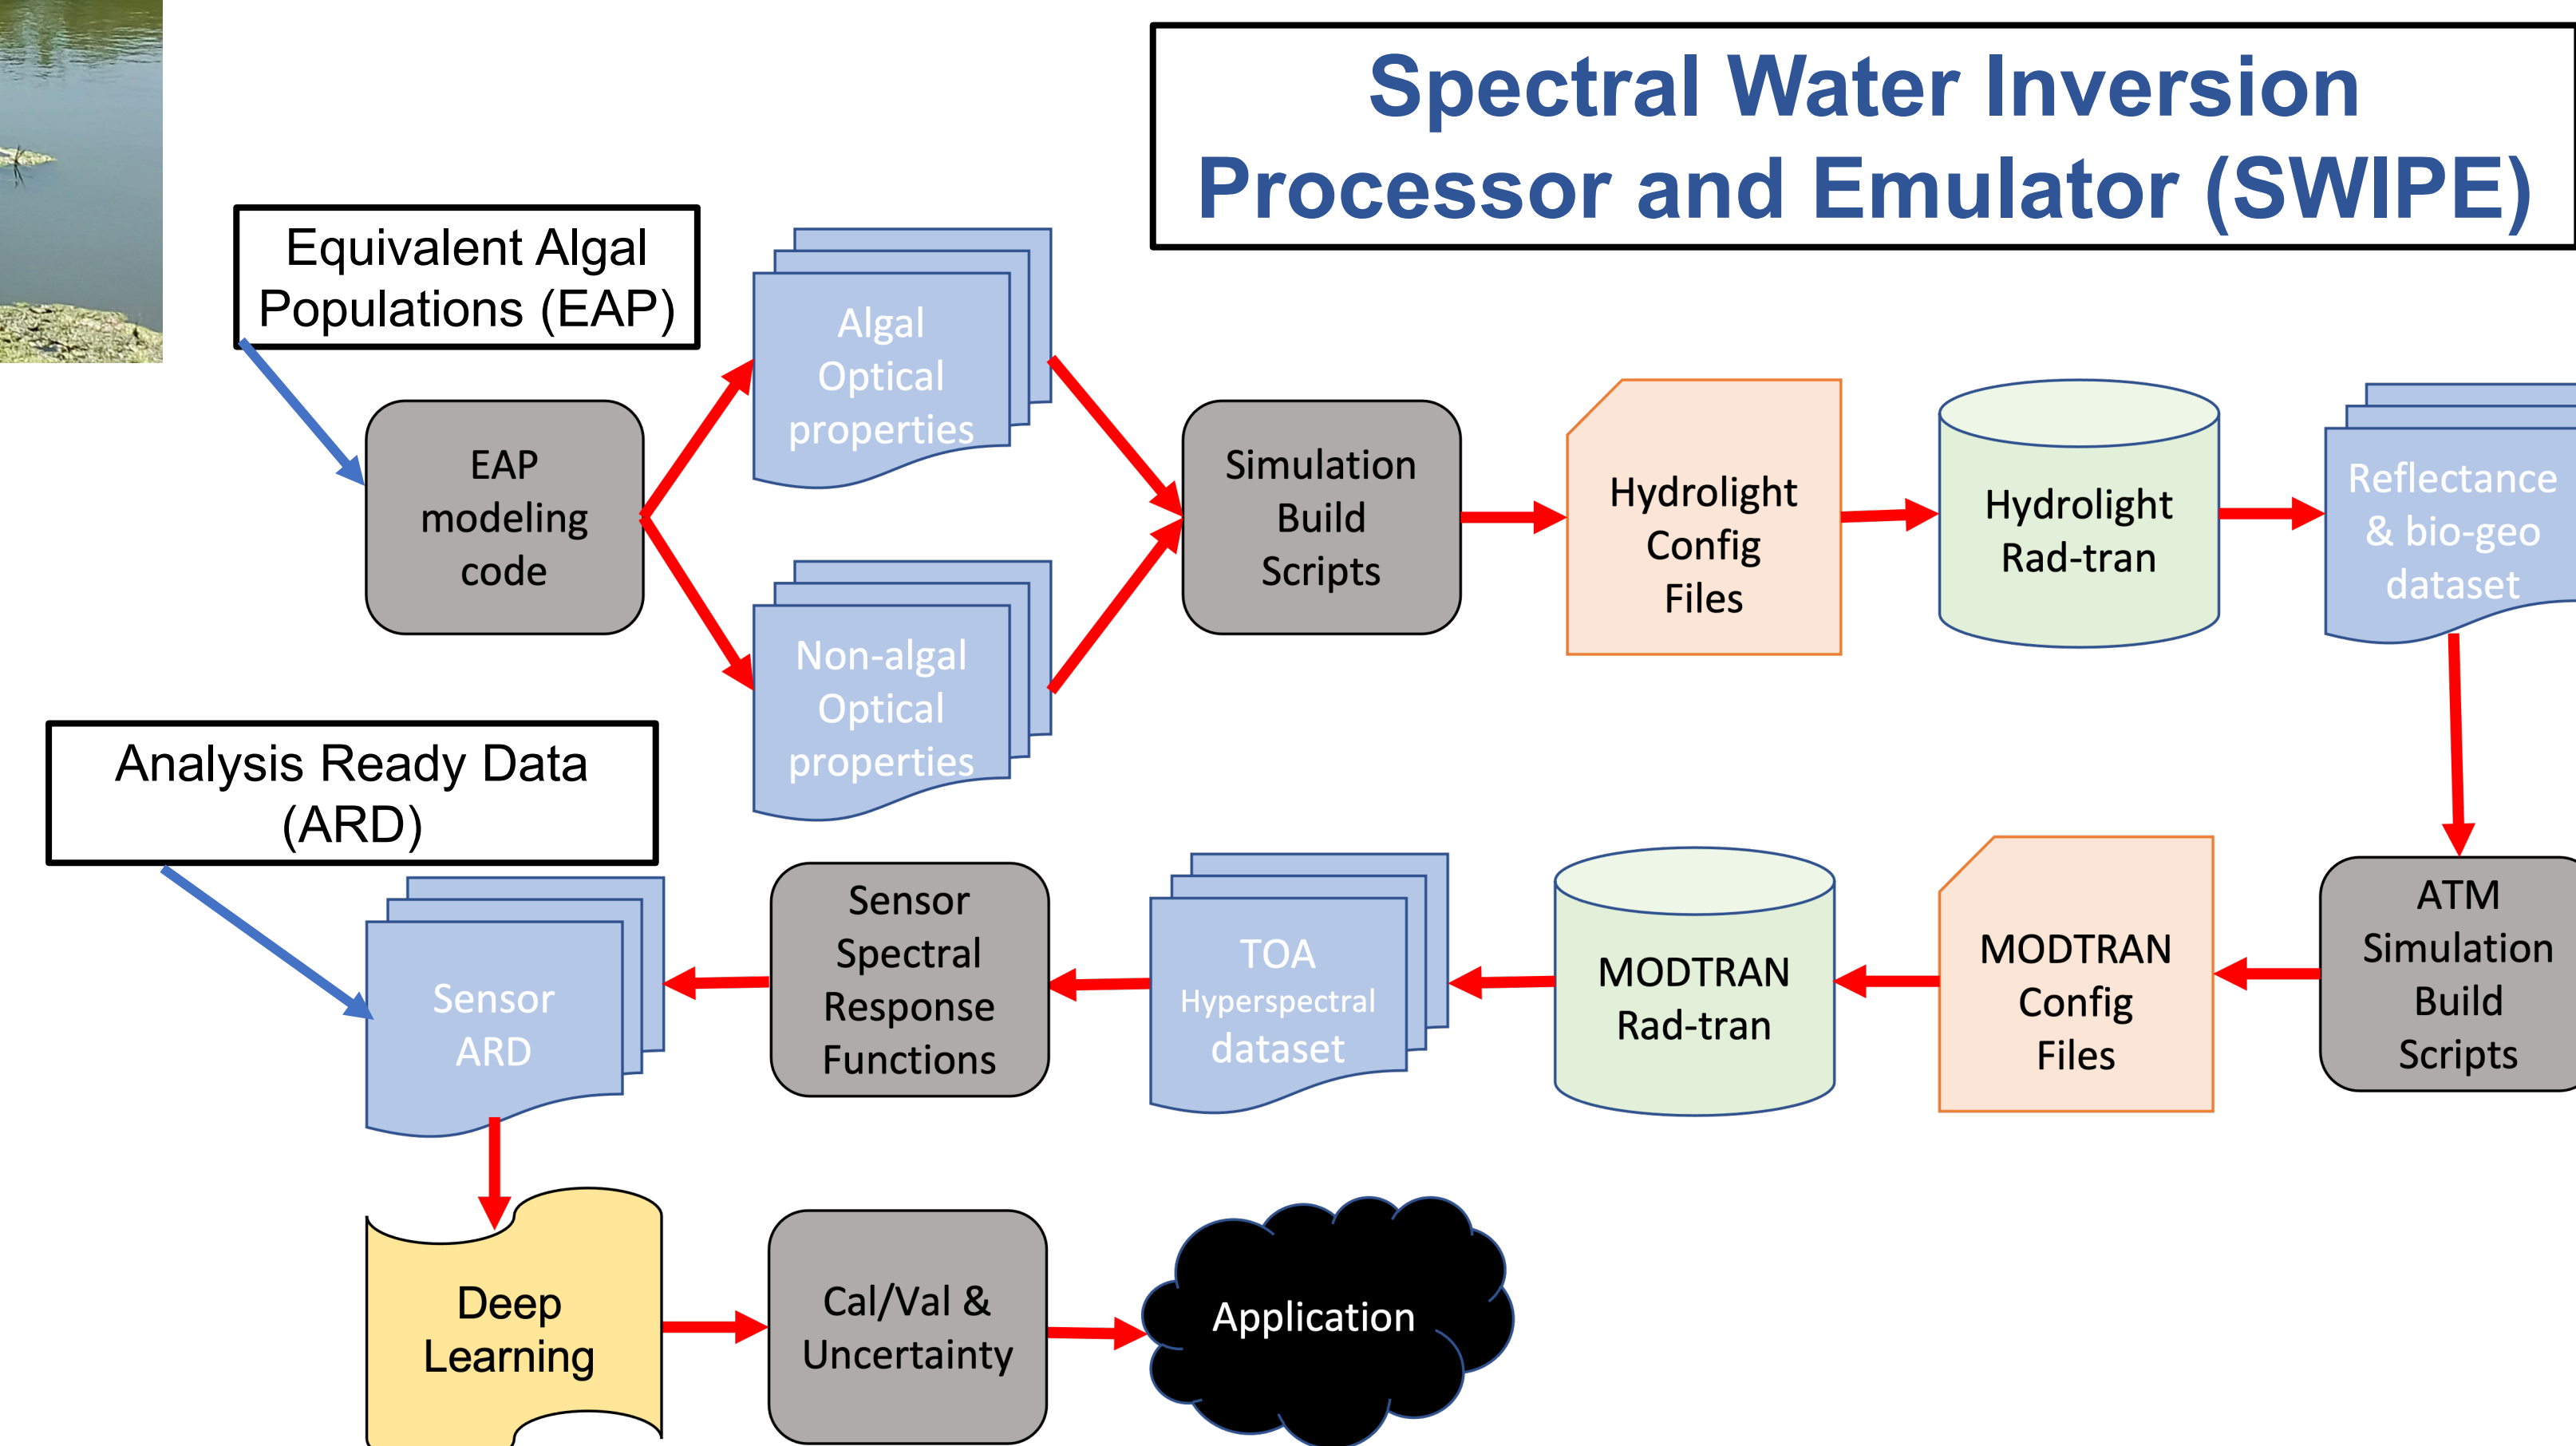 Spectral Water Inversion
Processor and Emulator (SWIPE)
Equivalent Algal
Populations (EAP)
EAP
modeling
code
Algal
Optical
properties
Non-algal
Optical
properties
Simulation
Build
Scripts
Hydrolight
Config
Files
Hydrolight
Rad-tran
Reflectance
& bio-geo
dataset
ATM
Simulation
Build
Scripts
MODTRAN
Config
Files
MODTRAN
Rad-tran
TOA
Hyperspectral
dataset
Sensor
Spectral
Response
Functions
Analysis Ready Data
(ARD)
Sensor
ARD
Deep
Learning
Cal/Val &
Uncertainty
Application